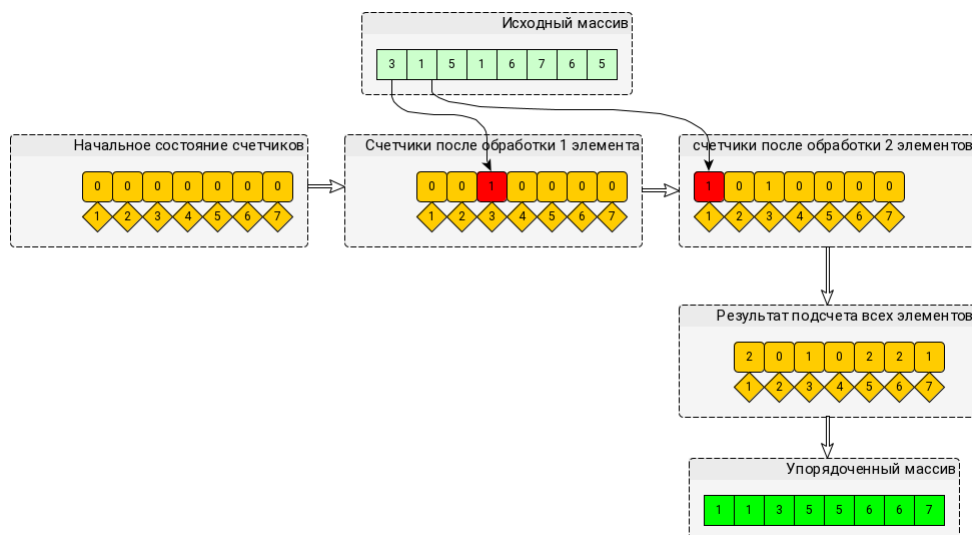 Исходный массив
3 1 5 1 6 7 6 5
Начальное состояние счетчиков
0 0 0 0 0 0 0
1 2 3 4 5 6 7
Счетчики после обработки 1 элемента
0 0 1 0 0 0 0
1 2 3 4 5 6 7
счетчики после обработки 2 элементов
1 0 1 0 0 0 0
1 2 3 4 5 6 7
Результат подсчета всех элементов
2 0 1 0 2 2 1
1 2 3 4 5 6 7
Упорядоченный массив
1 1 3 5 5 6 6 7